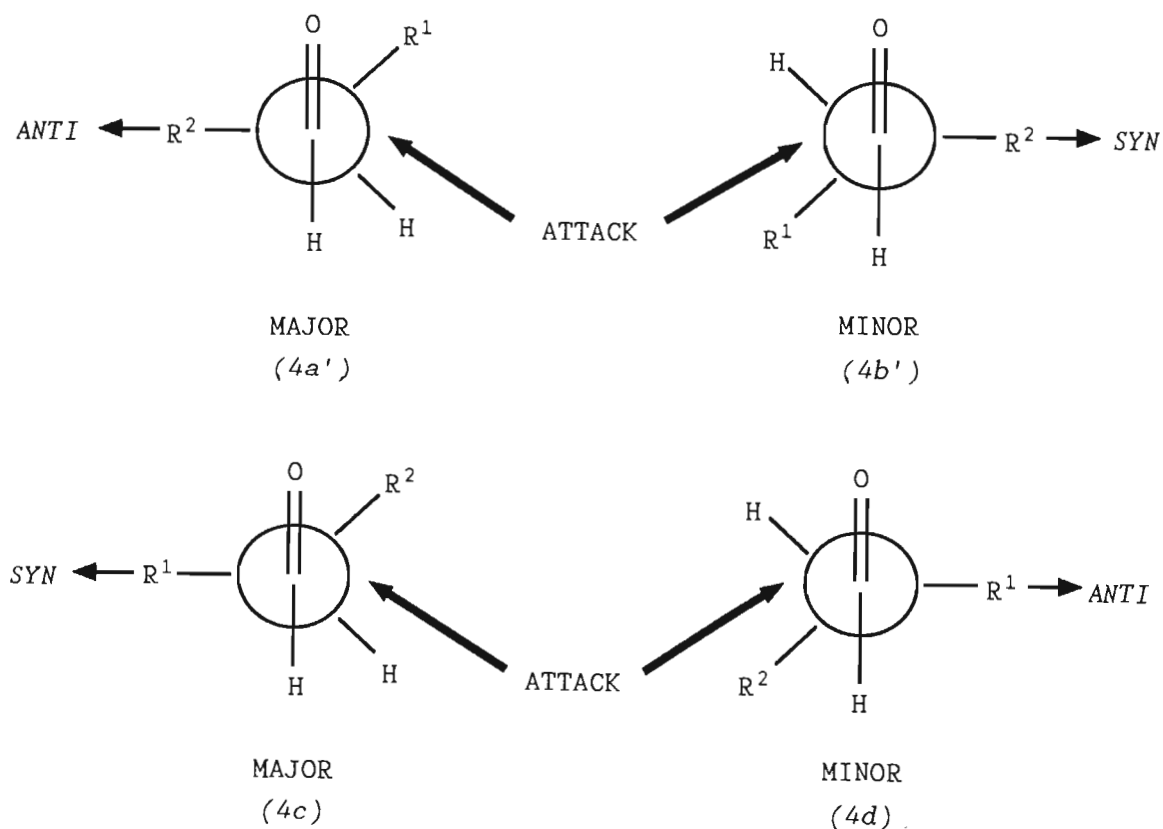 O
R¹
ANTI
R²
H
H
MAJOR
(4a')
ATTACK
O
H
R²
SYN
R¹
H
MINOR
(4b')
O
R²
SYN
R¹
H
H
MAJOR
(4c)
ATTACK
O
H
R¹
ANTI
R²
H
MINOR
(4d)